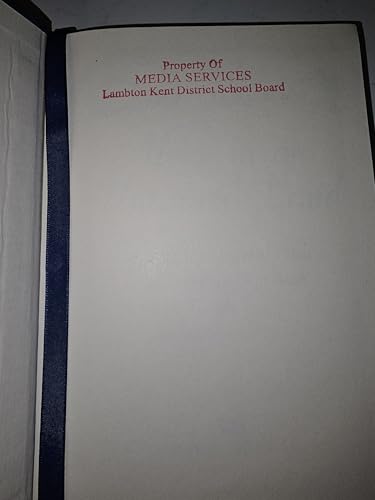 Property Of
MEDIA SERVICES
Lambton Kent District School Board